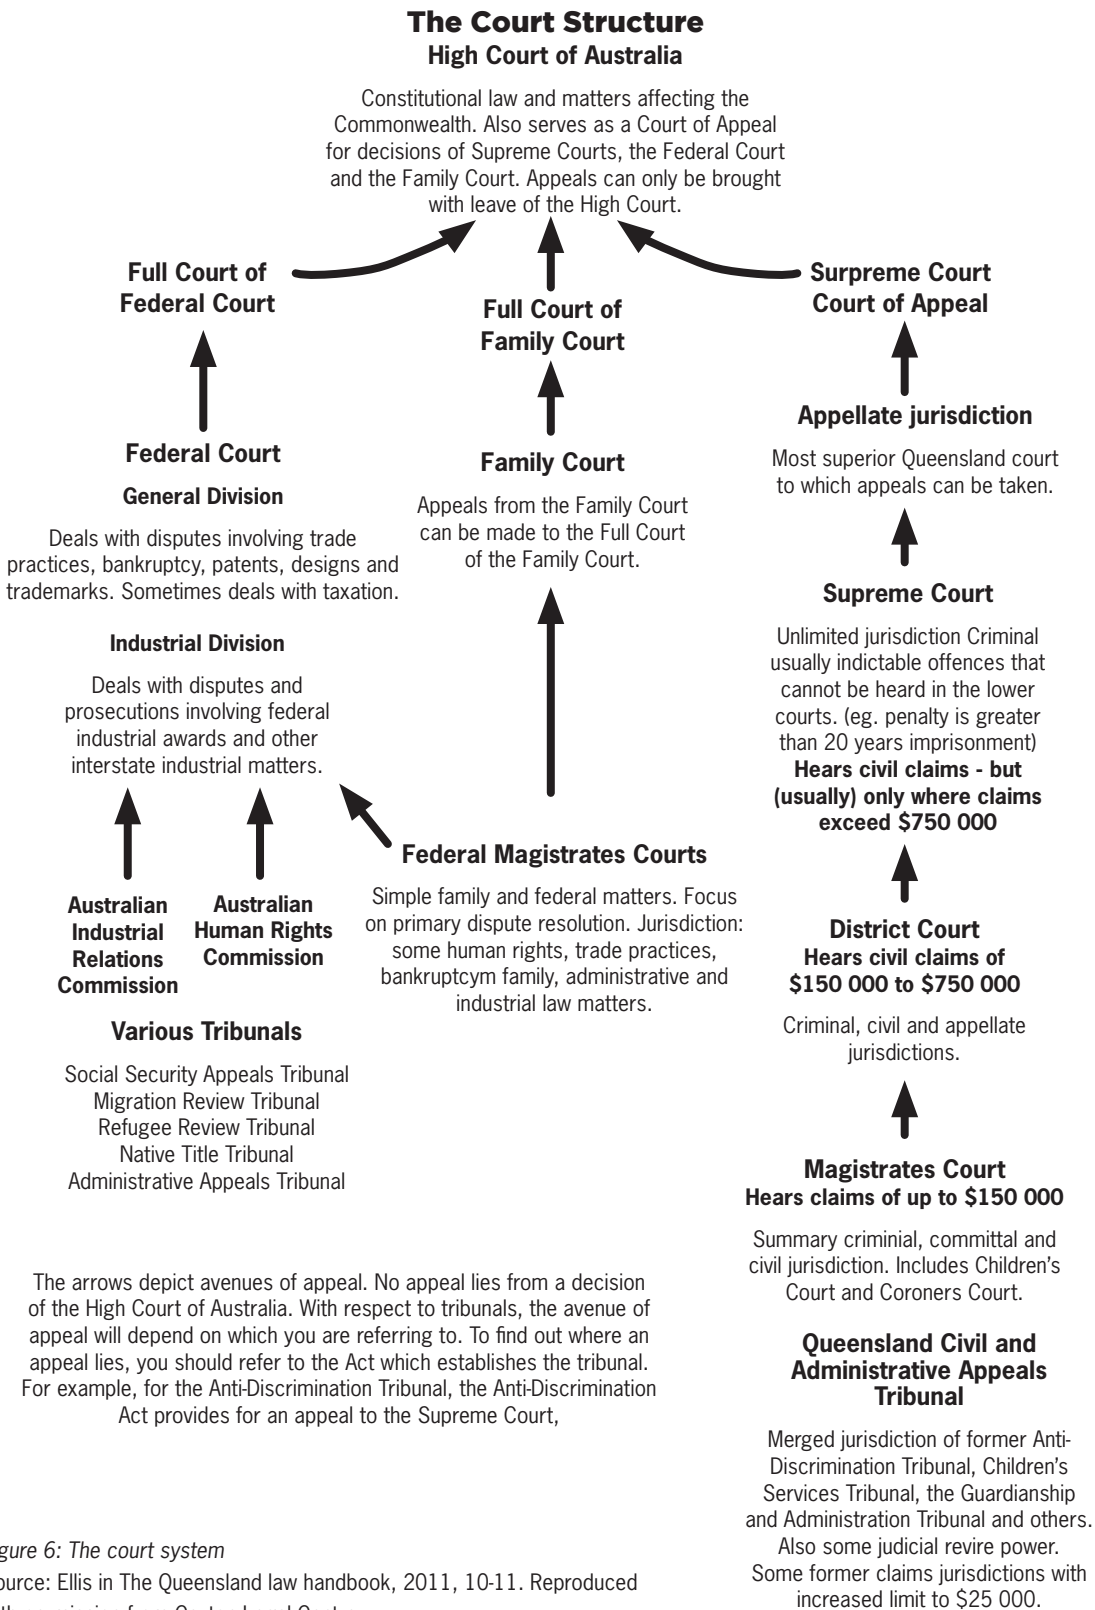 The Court Structure
High Court of Australia
Constitutional law and matters affecting the
Commonwealth. Also serves as a Court of Appeal
for decisions of Supreme Courts, the Federal Court
and the Family Court. Appeals can only be brought
with leave of the High Court.
Full Court of
Federal Court
Full Court of
Family Court
Surpreme Court
Court of Appeal
Federal Court
General Division
Deals with disputes involving trade
practices, bankruptcy, patents, designs and
trademarks. Sometimes deals with taxation.
Industrial Division
Deals with disputes and
prosecutions involving federal
industrial awards and other
interstate industrial matters.
Family Court
Appeals from the Family Court
can be made to the Full Court
of the Family Court.
Appellate jurisdiction
Most superior Queensland court
to which appeals can be taken.
Supreme Court
Unlimited jurisdiction Criminal
usually indictable offences that
cannot be heard in the lower
courts. (eg. penalty is greater
than 20 years imprisonment)
Hears civil claims - but
(usually) only where claims
exceed $750 000
Australian
Industrial
Relations
Commission
Australian
Human Rights
Commission
Federal Magistrates Courts
Simple family and federal matters. Focus
on primary dispute resolution. Jurisdiction:
some human rights, trade practices,
bankruptcym family, administrative and
industrial law matters.
District Court
Hears civil claims of
$150 000 to $750 000
Criminal, civil and appellate
jurisdictions.
Various Tribunals
Social Security Appeals Tribunal
Migration Review Tribunal
Refugee Review Tribunal
Native Title Tribunal
Administrative Appeals Tribunal
Magistrates Court
Hears claims of up to $150 000
Summary criminial, committal and
civil jurisdiction. Includes Children's
Court and Coroners Court.
The arrows depict avenues of appeal. No appeal lies from a decision
of the High Court of Australia. With respect to tribunals, the avenue of
appeal will depend on which you are referring to. To find out where an
appeal lies, you should refer to the Act which establishes the tribunal.
For example, for the Anti-Discrimination Tribunal, the Anti-Discrimination
Act provides for an appeal to the Supreme Court,
Queensland Civil and
Administrative Appeals
Tribunal
Merged jurisdiction of former Anti-
Discrimination Tribunal, Children's
Services Tribunal, the Guardianship
and Administration Tribunal and others.
Also some judicial revire power.
Some former claims jurisdictions with
increased limit to $25 000.
gure 6: The court system
ource: Ellis in The Queensland law handbook, 2011, 10-11. Reproduced